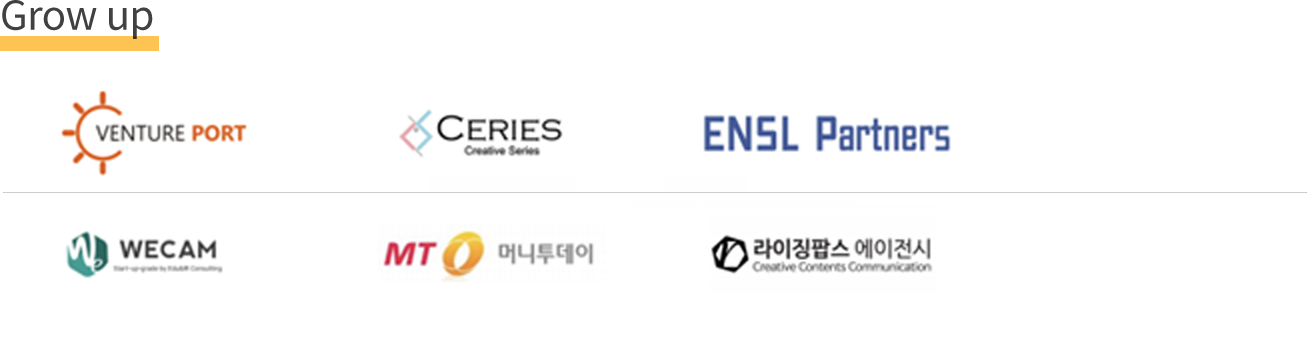 Grow up
VENTURE PORT
CERIES
Creative Series
ENSL Partners
WECAM
Start-up-grade by EduMR Consulting
MT 머니투데이
라이징팝스 에이전시
Creative Contents Communication